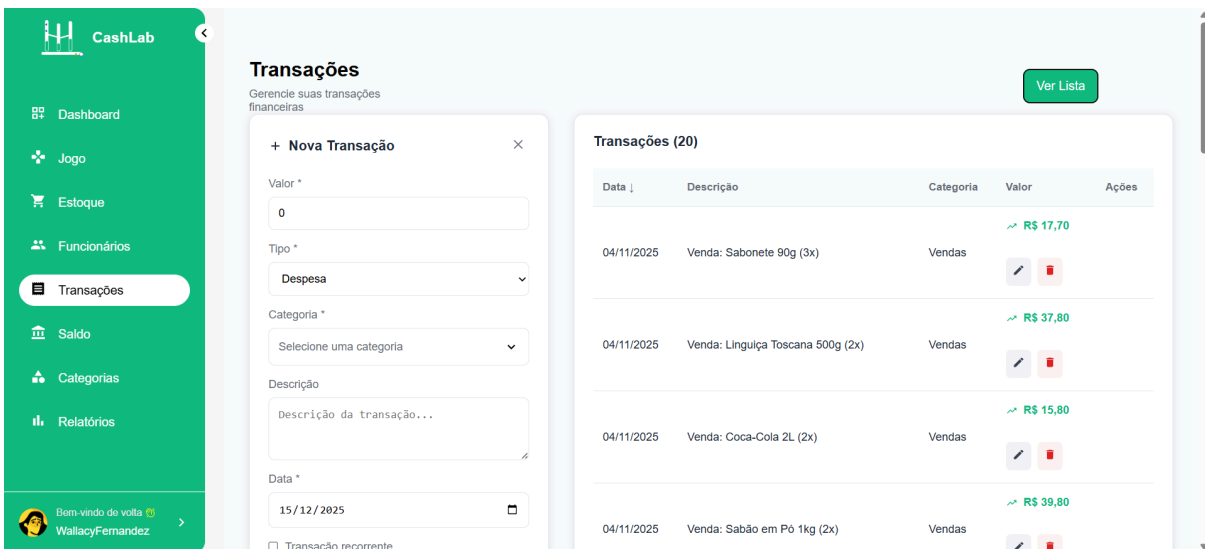 CashLab
Dashboard
Jogo
Estoque
Funcionários
Transações
Saldo
Categorias
Relatórios
Bem-vindo de volta
WallacyFernandez
Transações
Gerencie suas transações
financeiras
Ver Lista
+ Nova Transação
Valor *
0
Tipo *
Despesa
Categoria *
Selecione uma categoria
Descrição
Descrição da transação...
Data *
15/12/2025
Transação recorrente
Transações (20)
Data ↓ Descrição Categoria Valor Ações
R$ 17,70
04/11/2025 Venda: Sabonete 90g (3x) Vendas
R$ 37,80
04/11/2025 Venda: Linguiça Toscana 500g (2x) Vendas
R$ 15,80
04/11/2025 Venda: Coca-Cola 2L (2x) Vendas
R$ 39,80
04/11/2025 Venda: Sabão em Pó 1kg (2x) Vendas